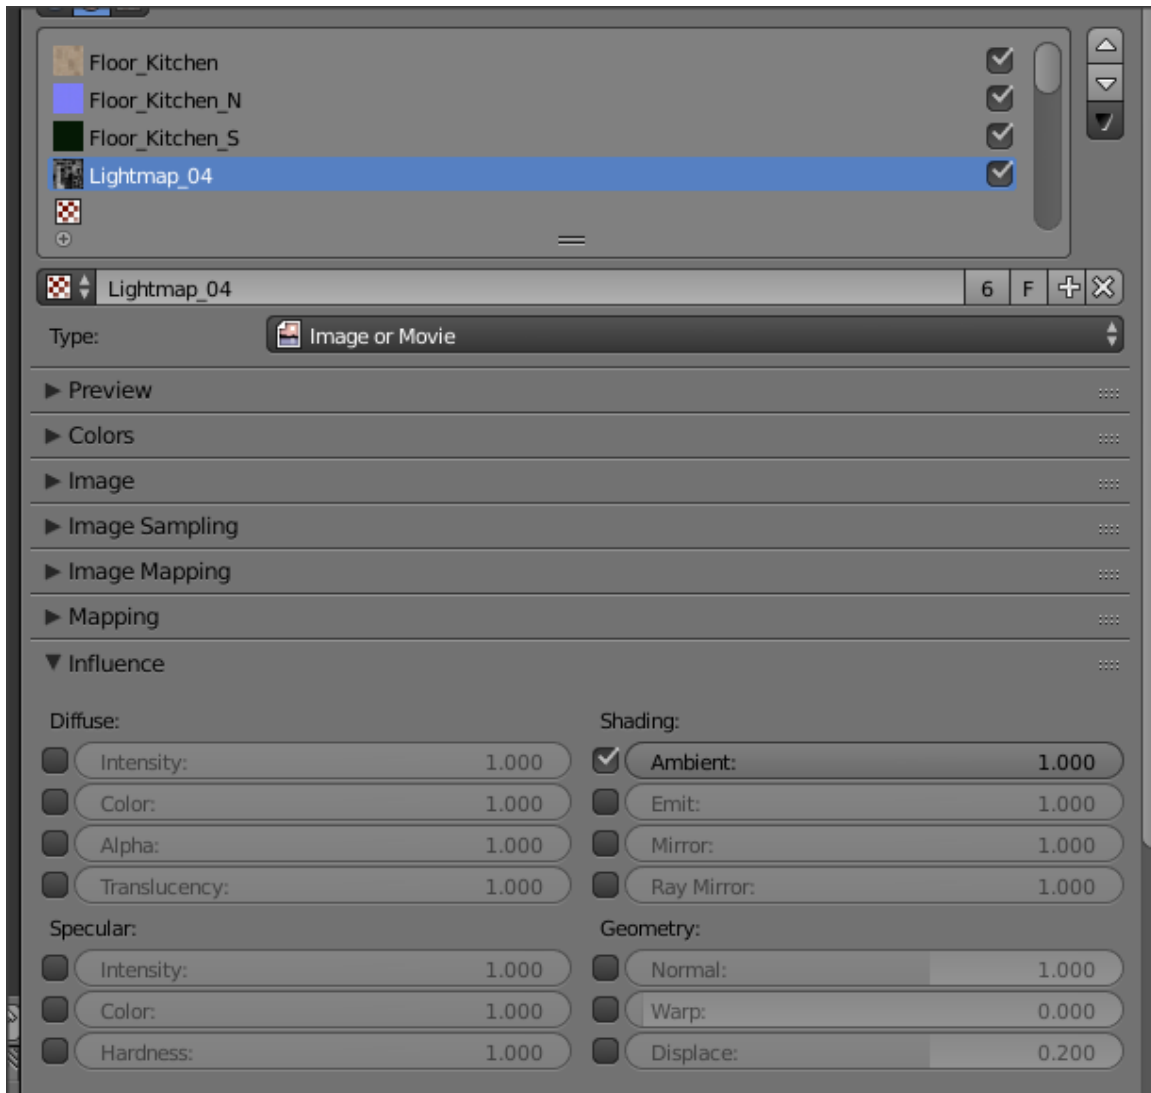 Floor_Kitchen
Floor_Kitchen_N
Floor_Kitchen_S
Lightmap_04
Lightmap_04 6 F
Type: Image or Movie
Preview
Colors
Image
Image Sampling
Image Mapping
Mapping
Influence
Diffuse: Shading:
Intensity: 1.000 Ambient: 1.000
Color: 1.000 Emit: 1.000
Alpha: 1.000 Mirror: 1.000
Translucency: 1.000 Ray Mirror: 1.000
Specular: Geometry:
Intensity: 1.000 Normal: 1.000
Color: 1.000 Warp: 0.000
Hardness: 1.000 Displace: 0.200